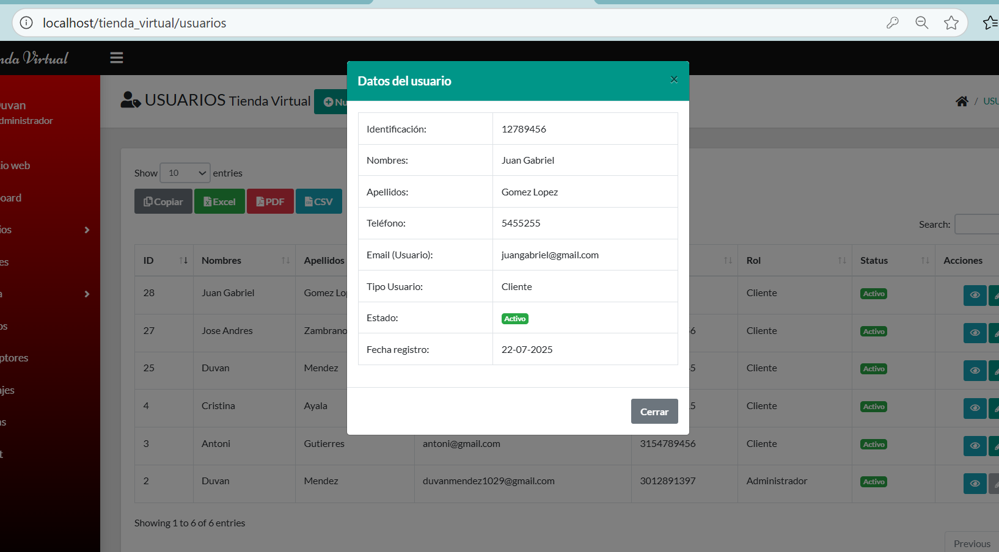 localhost/tienda_virtual/usuarios
nda Virtual
Duvan
dministrador
io web
oard
ios
es
a
os
ptores
ajes
as
t
USUARIOS Tienda Virtual
Nu
/ USU
Datos del usuario
×
Identificación: 12789456
Nombres: Juan Gabriel
Apellidos: Gomez Lopez
Teléfono: 5455255
Email (Usuario): juangabriel@gmail.com
Tipo Usuario: Cliente
Estado: Activo
Fecha registro: 22-07-2025
Cerrar
Show 10 entries
Copiar Excel PDF CSV
Search:
ID Nombres Apellidos Rol Status Acciones
28 Juan Gabriel Gomez Lo Cliente Activo
27 Jose Andres Zambrano 6 Cliente Activo
25 Duvan Mendez 5 Cliente Activo
4 Cristina Ayala 5 Cliente Activo
3 Antoni Gutierres antoni@gmail.com 3154789456 Cliente Activo
2 Duvan Mendez duvanmendez1029@gmail.com 3012891397 Administrador Activo
Showing 1 to 6 of 6 entries
Previous